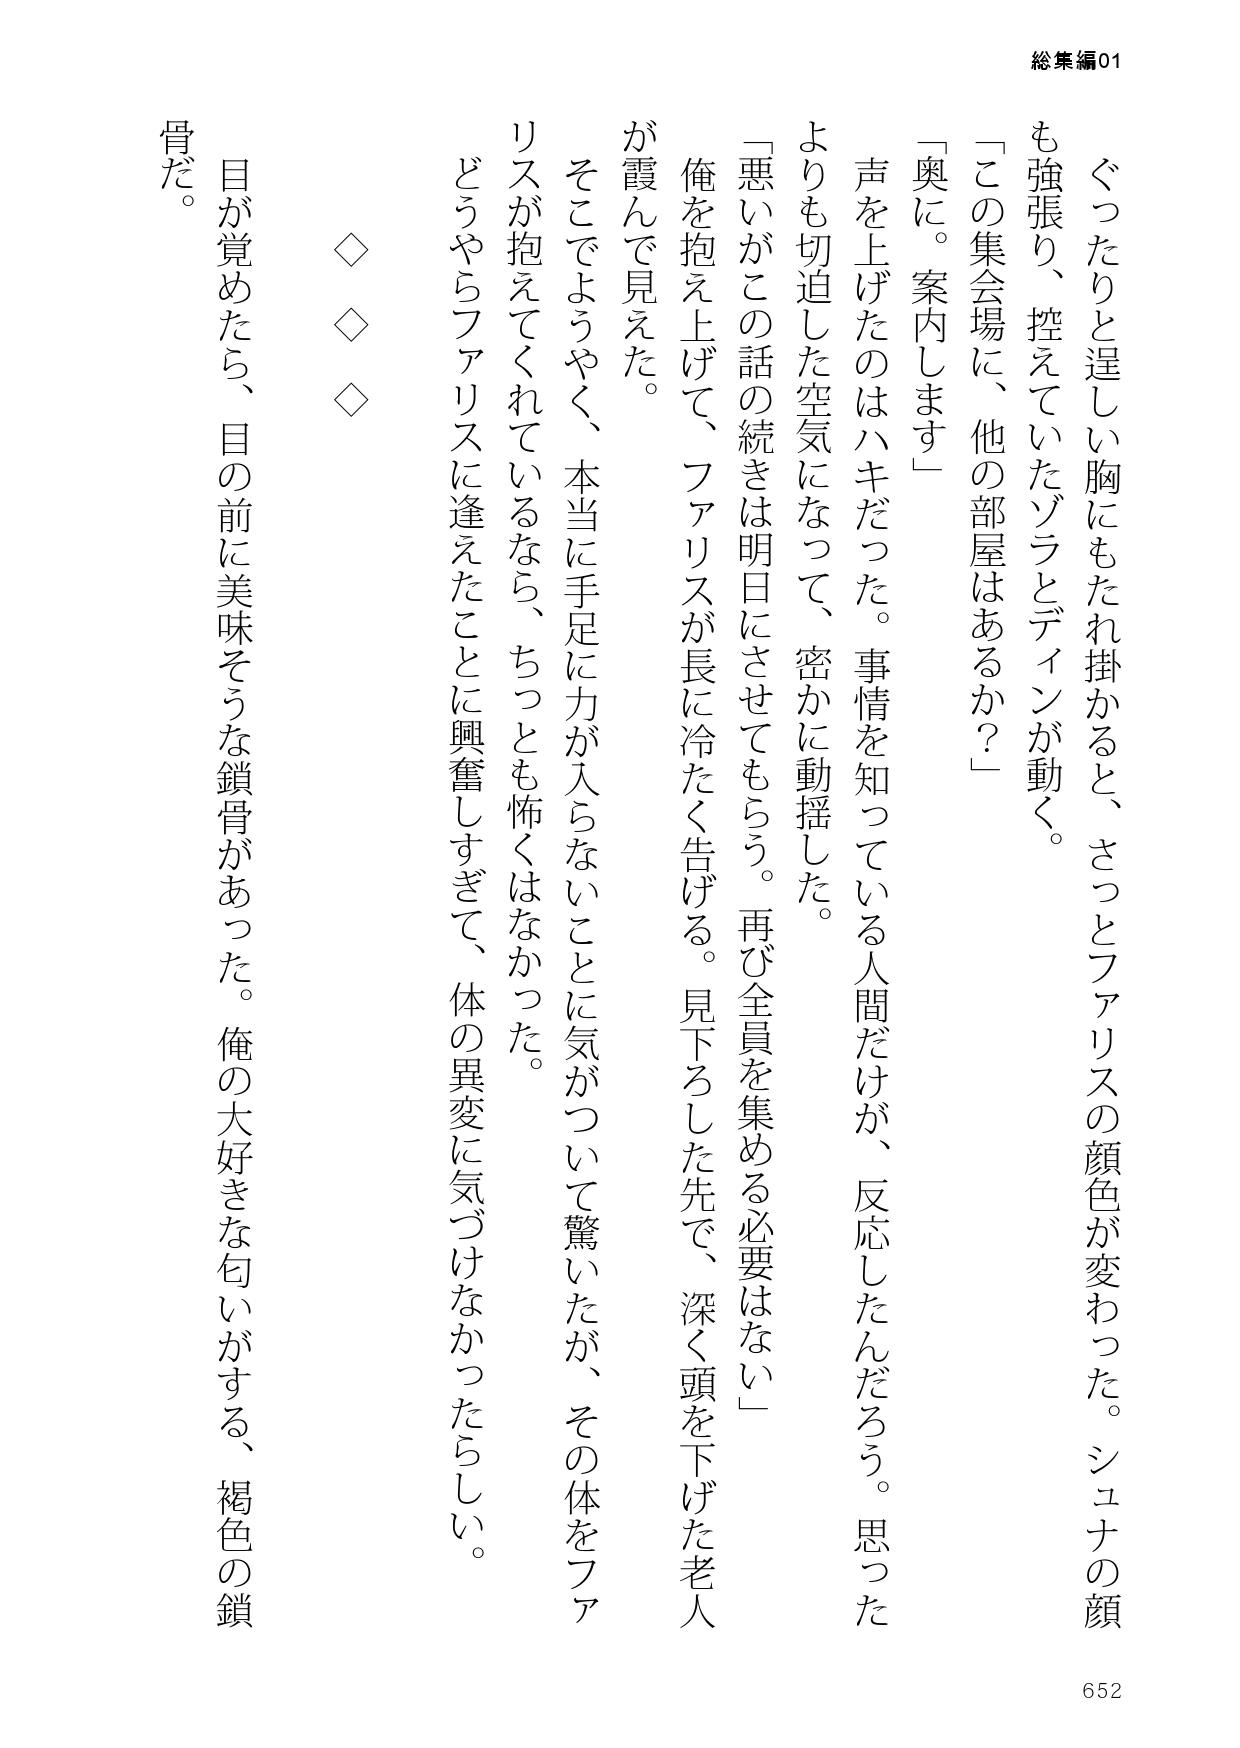 総集編01
　ぐったりと逞しい胸にもたれ掛かると、さっとファリスの顔色が変わった。シュナの顔
も強張り、控えていたゾラとディンが動く。
「この集会場に、他の部屋はあるか？」
「奥に。案内します」
　声を上げたのはハキだった。事情を知っている人間だけが、反応したんだろう。思った
よりも切迫した空気になって、密かに動揺した。
「悪いがこの話の続きは明日にさせてもらう。再び全員を集める必要はない」
　俺を抱え上げて、ファリスが長に冷たく告げる。見下ろした先で、深く頭を下げた老人
が霞んで見えた。
　そこでようやく、本当に手足に力が入らないことに気がついて驚いたが、その体をファ
リスが抱えてくれているなら、ちっとも怖くはなかった。
　どうやらファリスに逢えたことに興奮しすぎて、体の異変に気づけなかったらしい。
◇　◇　◇
　目が覚めたら、目の前に美味そうな鎖骨があった。俺の大好きな匂いがする、褐色の鎖
骨だ。
652